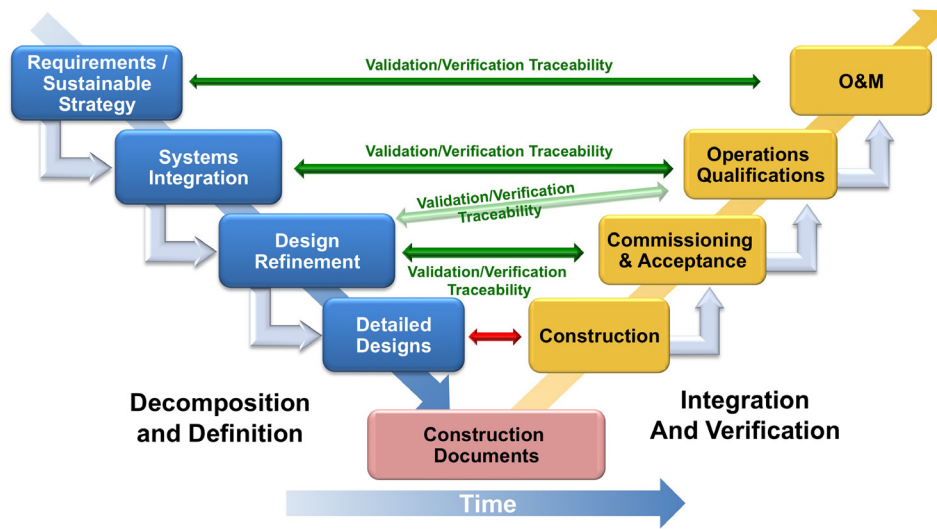 Requirements /
Sustainable
Strategy
Validation/Verification Traceability
O&M
Systems
Integration
Validation/Verification Traceability
Operations
Qualifications
Validation/Verification
Traceability
Design
Refinement
Commissioning
& Acceptance
Validation/Verification
Traceability
Detailed
Designs
Construction
Decomposition
and Definition
Integration
And Verification
Construction
Documents
Time